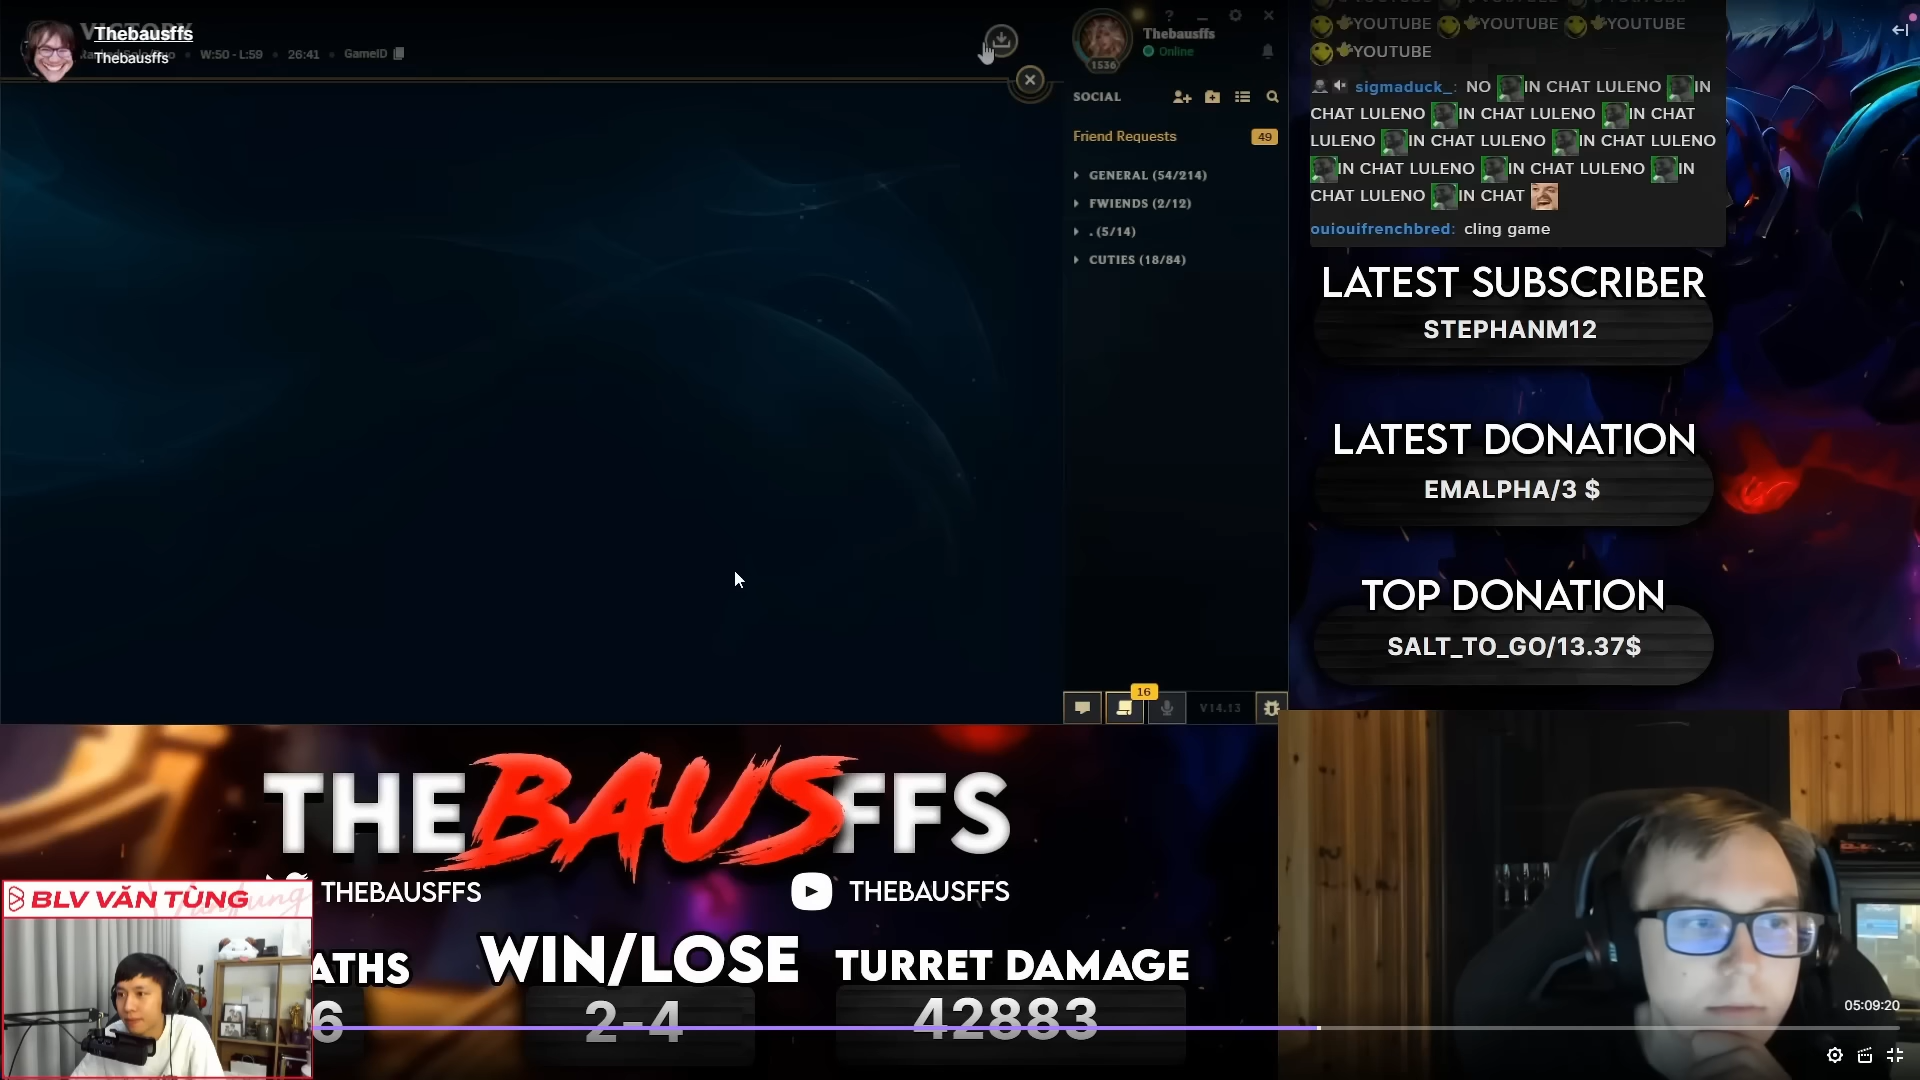 VICTORY
Thebausffs
Thebausffs
W:50 - L:59
26:41
GameID
Thebausffs
Online
1536
?
SOCIAL
Friend Requests
49
GENERAL (54/214)
FWIENDS (2/12)
. (5/14)
CUTIES (18/84)
16
V14.13
YOUTUBE YOUTUBE YOUTUBE
YOUTUBE
sigmaduck_: NO IN CHAT LULENO IN
CHAT LULENO IN CHAT LULENO IN CHAT
LULENO IN CHAT LULENO IN CHAT LULENO
IN CHAT LULENO IN CHAT LULENO IN
CHAT LULENO IN CHAT
ouiouifrenchbred: cling game
LATEST SUBSCRIBER
STEPHANM12
LATEST DONATION
EMALPHA/3 $
TOP DONATION
SALT_TO_GO/13.37$
THEBAUSFFS
THEBAUSFFS
THEBAUSFFS
BLV VĂN TÙNG
ATHS
6
WIN/LOSE
2-4
TURRET DAMAGE
42883
05:09:20